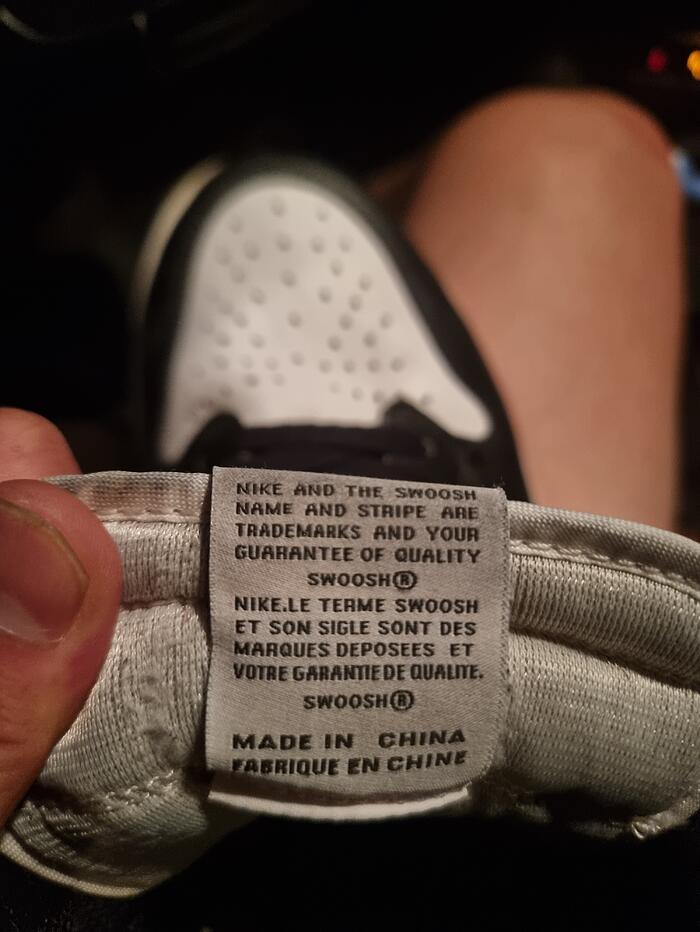 NIKE AND THE SWOOSH
NAME AND STRIPE ARE
TRADEMARKS AND YOUR
GUARANTEE OF QUALITY
SWOOSH®
NIKE.LE TERME SWOOSH
ET SON SIGLE SONT DES
MARQUES DEPOSEES ET
VOTRE GARANTIE DE QUALITE.
SWOOSH®
MADE IN CHINA
FABRIQUE EN CHINE